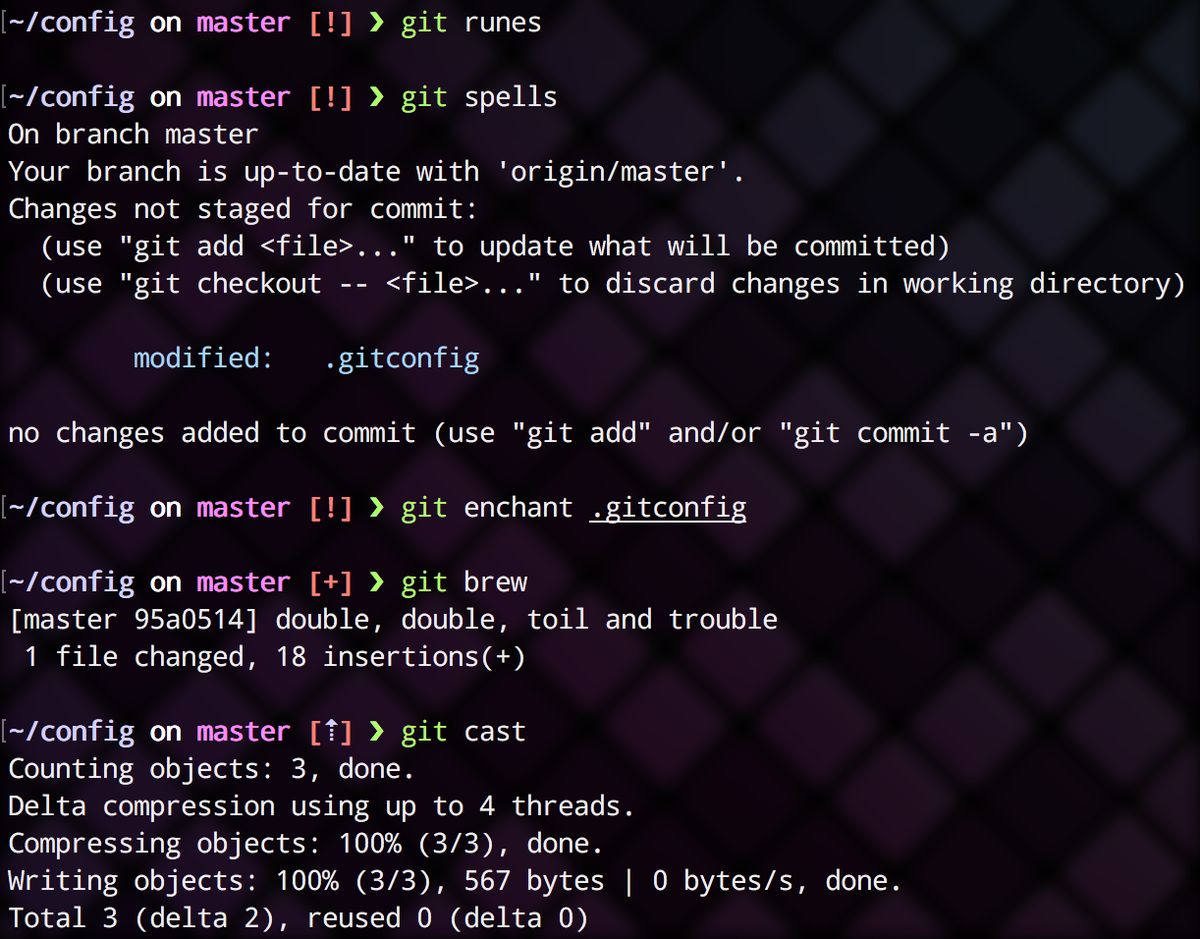 [~/config on master [!] ❯ git runes
[~/config on master [!] ❯ git spells
On branch master
Your branch is up-to-date with 'origin/master'.
Changes not staged for commit:
  (use "git add <file>..." to update what will be committed)
  (use "git checkout -- <file>..." to discard changes in working directory)
        modified:   .gitconfig
no changes added to commit (use "git add" and/or "git commit -a")
[~/config on master [!] ❯ git enchant .gitconfig
[~/config on master [+] ❯ git brew
[master 95a0514] double, double, toil and trouble
 1 file changed, 18 insertions(+)
[~/config on master [⇡] ❯ git cast
Counting objects: 3, done.
Delta compression using up to 4 threads.
Compressing objects: 100% (3/3), done.
Writing objects: 100% (3/3), 567 bytes | 0 bytes/s, done.
Total 3 (delta 2), reused 0 (delta 0)